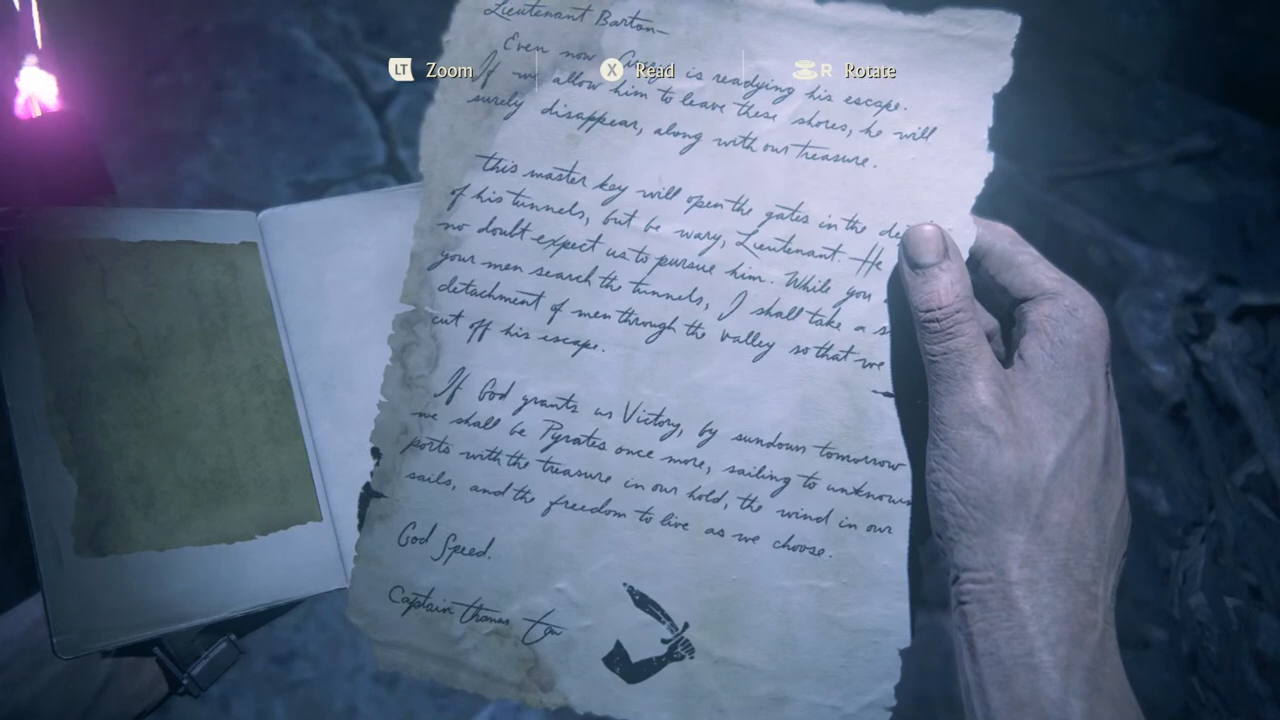 Lieutenant Barton-
LT Zoom X Read R Rotate
Even now Avery is readying his escape.
If we allow him to leave these shores, he will
surely disappear, along with our treasure.
this master key will open the gates in the
of his tunnels, but be wary, Lieutenant. He
no doubt expect us to pursue him. While you
your men search the tunnels, I shall take a
detachment of men through the valley so that we
cut off his escape.
If God grants us Victory, by sundown tomorrow
we shall be Pyrates once more, sailing to unknown
ports with the treasure in our hold, the wind in our
sails, and the freedom to live as we choose.
God Speed.
Captain Thomas Tew